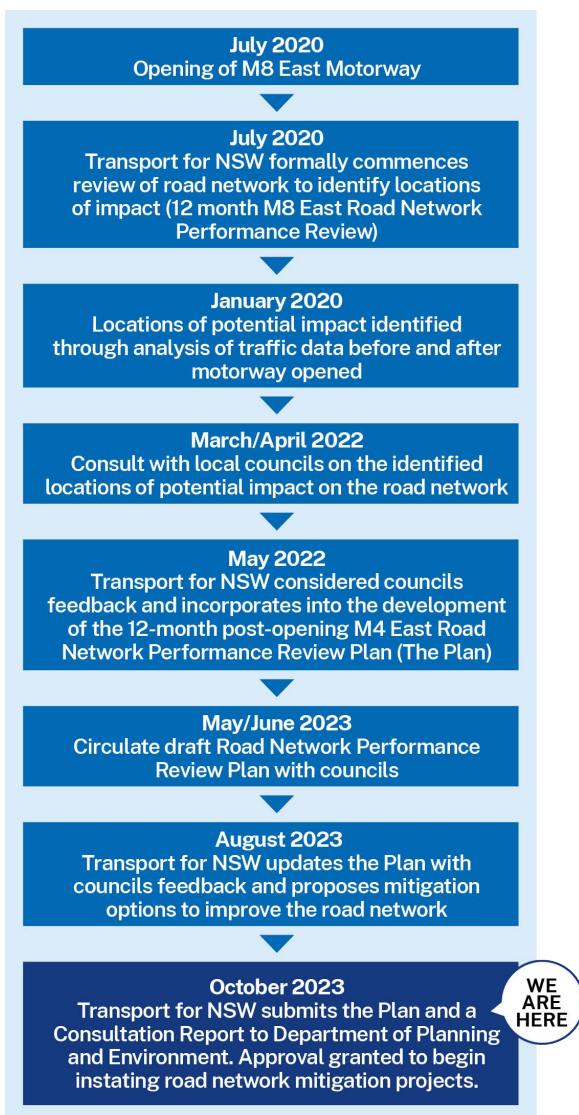 July 2020
Opening of M8 East Motorway
July 2020
Transport for NSW formally commences
review of road network to identify locations
of impact (12 month M8 East Road Network
Performance Review)
January 2020
Locations of potential impact identified
through analysis of traffic data before and after
motorway opened
March/April 2022
Consult with local councils on the identified
locations of potential impact on the road network
May 2022
Transport for NSW considered councils
feedback and incorporates into the development
of the 12-month post-opening M4 East Road
Network Performance Review Plan (The Plan)
May/June 2023
Circulate draft Road Network Performance
Review Plan with councils
August 2023
Transport for NSW updates the Plan with
councils feedback and proposes mitigation
options to improve the road network
October 2023
Transport for NSW submits the Plan and a
Consultation Report to Department of Planning
and Environment. Approval granted to begin
instating road network mitigation projects.
WE
ARE
HERE